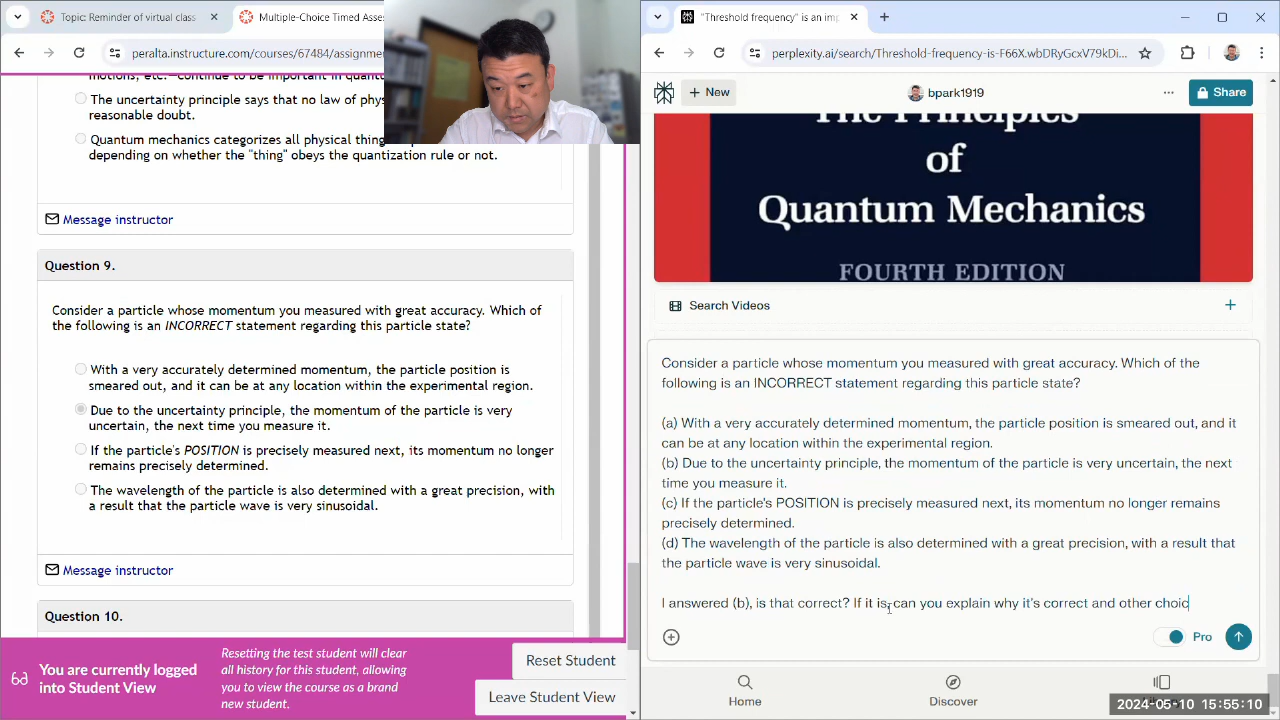 Topic: Reminder of virtual class
Multiple-Choice Timed Asse
"Threshold frequency" is an imp
peralta.instructure.com/courses/67484/assignme
perplexity.ai/search/Threshold-frequency-is-F66X.wbDRyGca.V79kDi...
motions, etc.—continue to be important in quant
The uncertainty principle says that no law of phys
reasonable doubt.
Quantum mechanics categorizes all physical thing
depending on whether the "thing" obeys the quantization rule or not.
Message instructor
Question 9.
Consider a particle whose momentum you measured with great accuracy. Which of
the following is an INCORRECT statement regarding this particle state?
With a very accurately determined momentum, the particle position is
smeared out, and it can be at any location within the experimental region.
Due to the uncertainty principle, the momentum of the particle is very
uncertain, the next time you measure it.
If the particle's POSITION is precisely measured next, its momentum no longer
remains precisely determined.
The wavelength of the particle is also determined with a great precision, with
a result that the particle wave is very sinusoidal.
Message instructor
Question 10.
You are currently logged
into Student View
Resetting the test student will clear
all history for this student, allowing
you to view the course as a brand
new student.
Reset Student
Leave Student View
New
bpark1919
Share
The Principles
of
Quantum Mechanics
FOURTH EDITION
Search Videos
Consider a particle whose momentum you measured with great accuracy. Which of the
following is an INCORRECT statement regarding this particle state?
(a) With a very accurately determined momentum, the particle position is smeared out, and it
can be at any location within the experimental region.
(b) Due to the uncertainty principle, the momentum of the particle is very uncertain, the next
time you measure it.
(c) If the particle's POSITION is precisely measured next, its momentum no longer remains
precisely determined.
(d) The wavelength of the particle is also determined with a great precision, with a result that
the particle wave is very sinusoidal.
I answered (b), is that correct? If it is, can you explain why it's correct and other choic
Pro
Home
Discover
2024-05-10 15:55:10